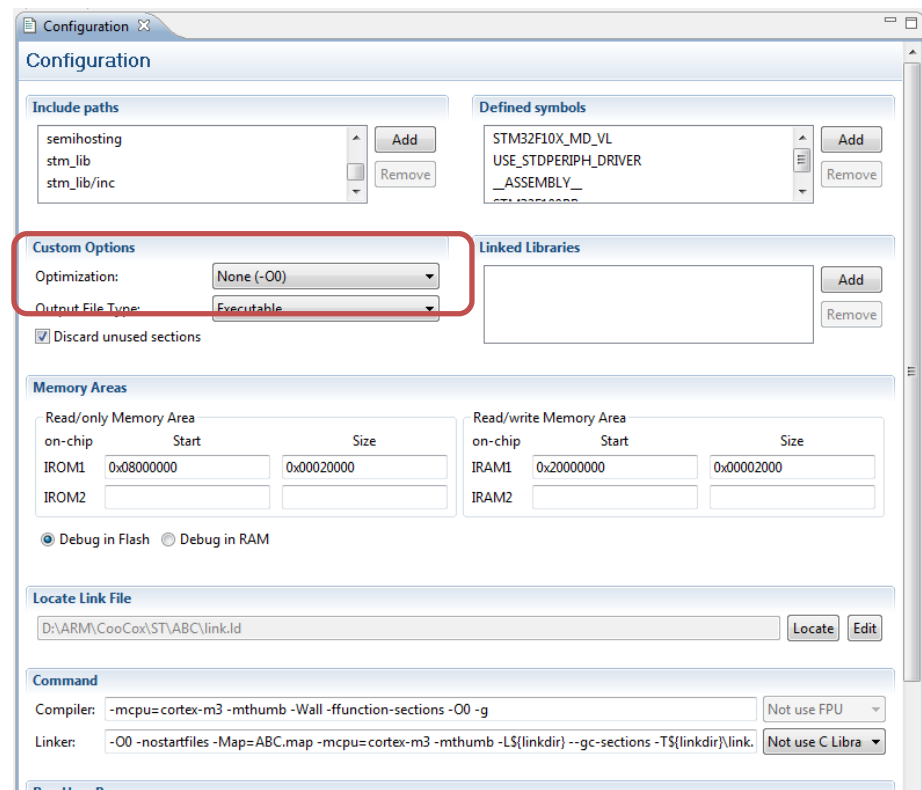 Configuration
Configuration
Include paths
semihosting
stm_lib
stm_lib/inc
Add
Remove
Defined symbols
STM32F10X_MD_VL
USE_STDPERIPH_DRIVER
__ASSEMBLY__
Add
Remove
Custom Options
Optimization: None (-O0)
Output File Type: Executable
Discard unused sections
Linked Libraries
Add
Remove
Memory Areas
Read/only Memory Area
on-chip Start Size
IROM1 0x08000000 0x00020000
IROM2
Read/write Memory Area
on-chip Start Size
IRAM1 0x20000000 0x00002000
IRAM2
Debug in Flash Debug in RAM
Locate Link File
D:\ARM\CooCox\ST\ABC\link.ld Locate Edit
Command
Compiler: -mcpu=cortex-m3 -mthumb -Wall -ffunction-sections -O0 -g Not use FPU
Linker: -O0 -nostartfiles -Map=ABC.map -mcpu=cortex-m3 -mthumb -L${linkdir} --gc-sections -T${linkdir}\link. Not use C Libra